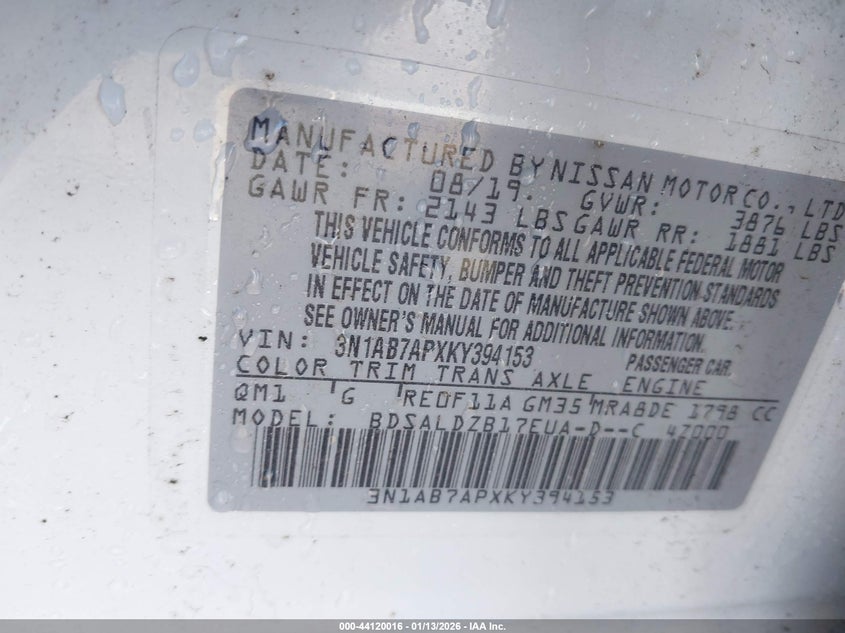 MANUFACTURED BY NISSAN MOTOR CO., LTD
DATE: 08/19. GVWR: 3876 LBS
GAWR FR: 2143 LBS GAWR RR: 1881 LBS
THIS VEHICLE CONFORMS TO ALL APPLICABLE FEDERAL MOTOR
VEHICLE SAFETY, BUMPER AND THEFT PREVENTION STANDARDS
IN EFFECT ON THE DATE OF MANUFACTURE SHOWN ABOVE.
SEE OWNER'S MANUAL FOR ADDITIONAL INFORMATION.
VIN: 3N1AB7APXKY394153 PASSENGER CAR.
COLOR TRIM TRANS AXLE ENGINE
QM1 G RE0F11A GM35 MRA8DE 1798 CC
MODEL: BDSALDZB17EUA-D--C 47000
3N1AB7APXKY394153
000-44120016 - 01/13/2026 - IAA Inc.